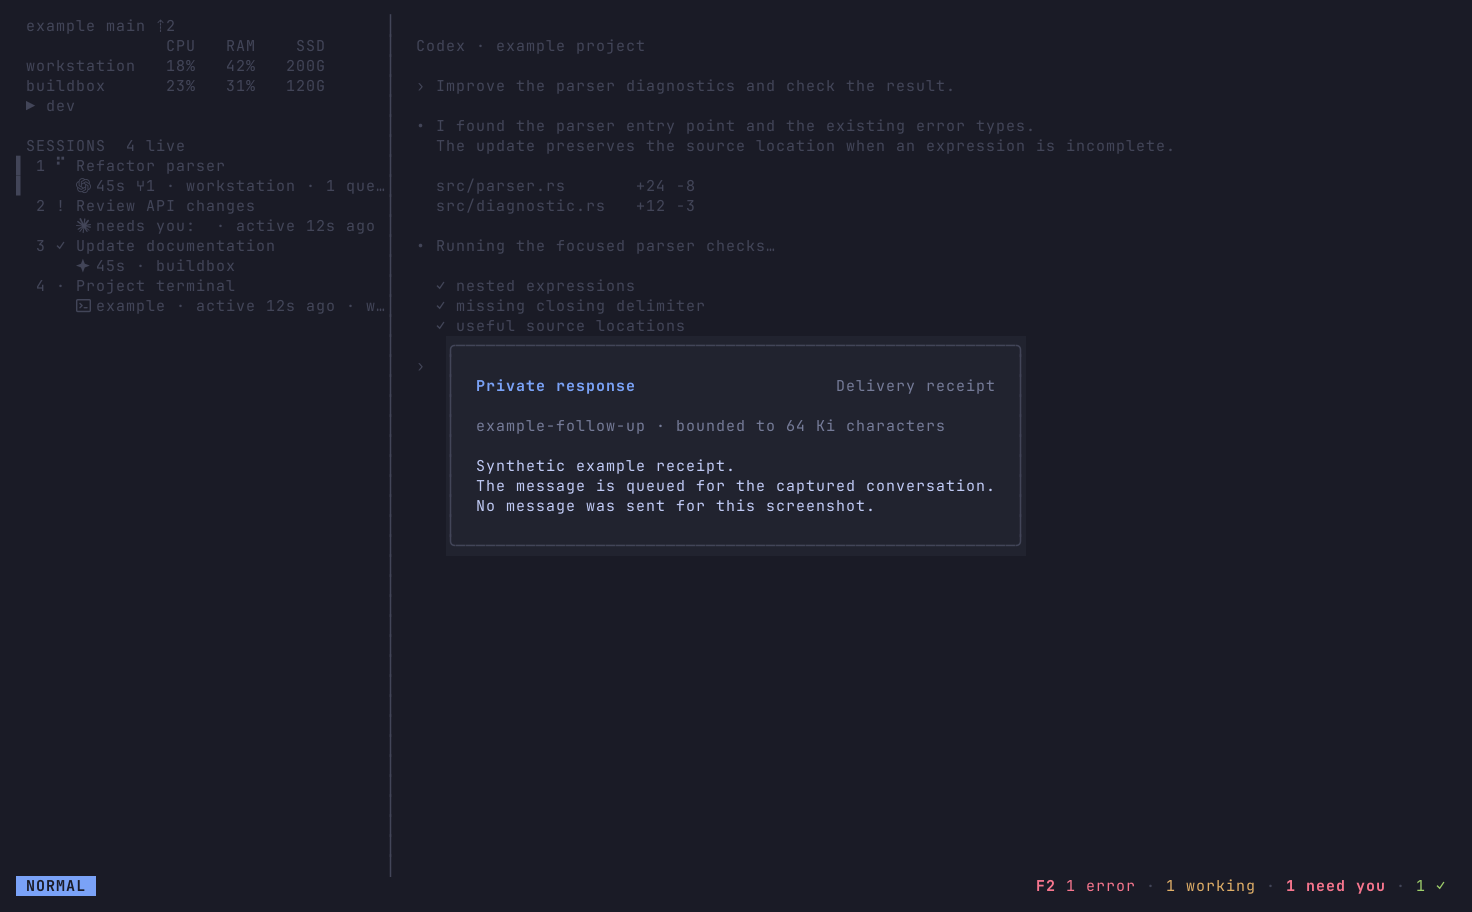 example main ↑2
CPU RAM SSD
workstation 18% 42% 200G
buildbox 23% 31% 120G
▶ dev
SESSIONS 4 live
1 Refactor parser
45s Ⴤ1 · workstation · 1 que…
2 ! Review API changes
needs you: · active 12s ago
3 ✓ Update documentation
45s · buildbox
4 · Project terminal
example · active 12s ago · w…
Codex · example project
› Improve the parser diagnostics and check the result.
• I found the parser entry point and the existing error types.
The update preserves the source location when an expression is incomplete.
src/parser.rs +24 -8
src/diagnostic.rs +12 -3
• Running the focused parser checks…
✓ nested expressions
✓ missing closing delimiter
✓ useful source locations
›
Private response Delivery receipt
example-follow-up · bounded to 64 Ki characters
Synthetic example receipt.
The message is queued for the captured conversation.
No message was sent for this screenshot.
NORMAL
F2 1 error · 1 working · 1 need you · 1 ✓